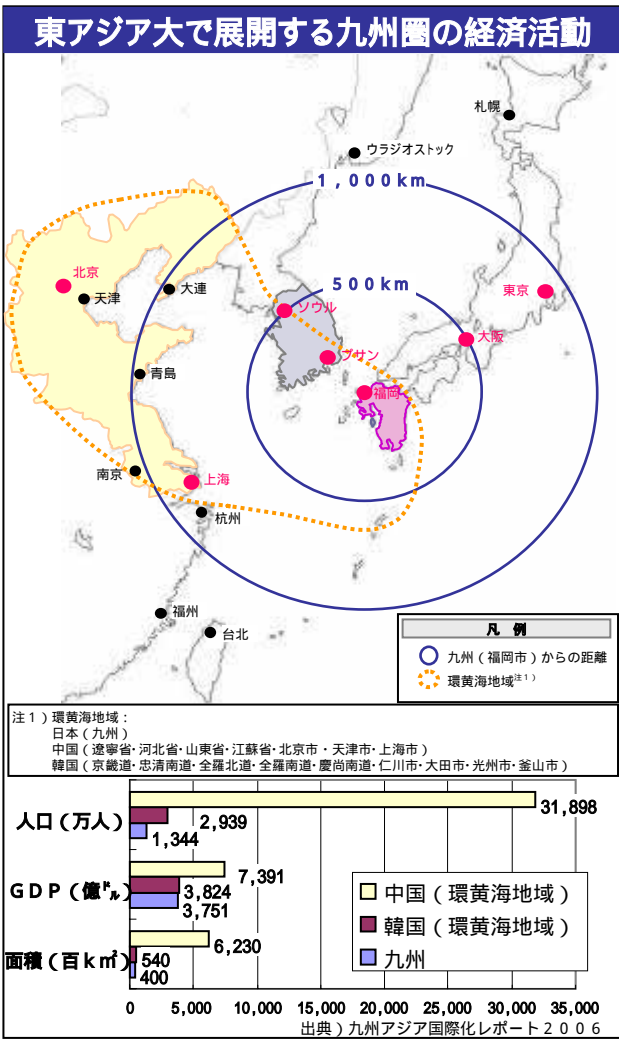 東アジア大で展開する九州圏の経済活動
札幌
ウラジオストック
1,000km
500km
北京
天津
大連
ソウル
東京
大阪
プサン
青島
福岡
南京
上海
杭州
福州
台北
凡 例
九州(福岡市)からの距離
環黄海地域注1)
注1)環黄海地域:
日本(九州)
中国(遼寧省・河北省・山東省・江蘇省・北京市・天津市・上海市)
韓国(京畿道・忠清南道・全羅北道・全羅南道・慶尚南道・仁川市・大田市・光州市・釜山市)
人口(万人)
31,898
2,939
1,344
GDP(億㌦)
7,391
3,824
3,751
面積(百km²)
6,230
540
400
中国(環黄海地域)
韓国(環黄海地域)
九州
0 5,000 10,000 15,000 20,000 25,000 30,000 35,000
出典)九州アジア国際化レポート2006